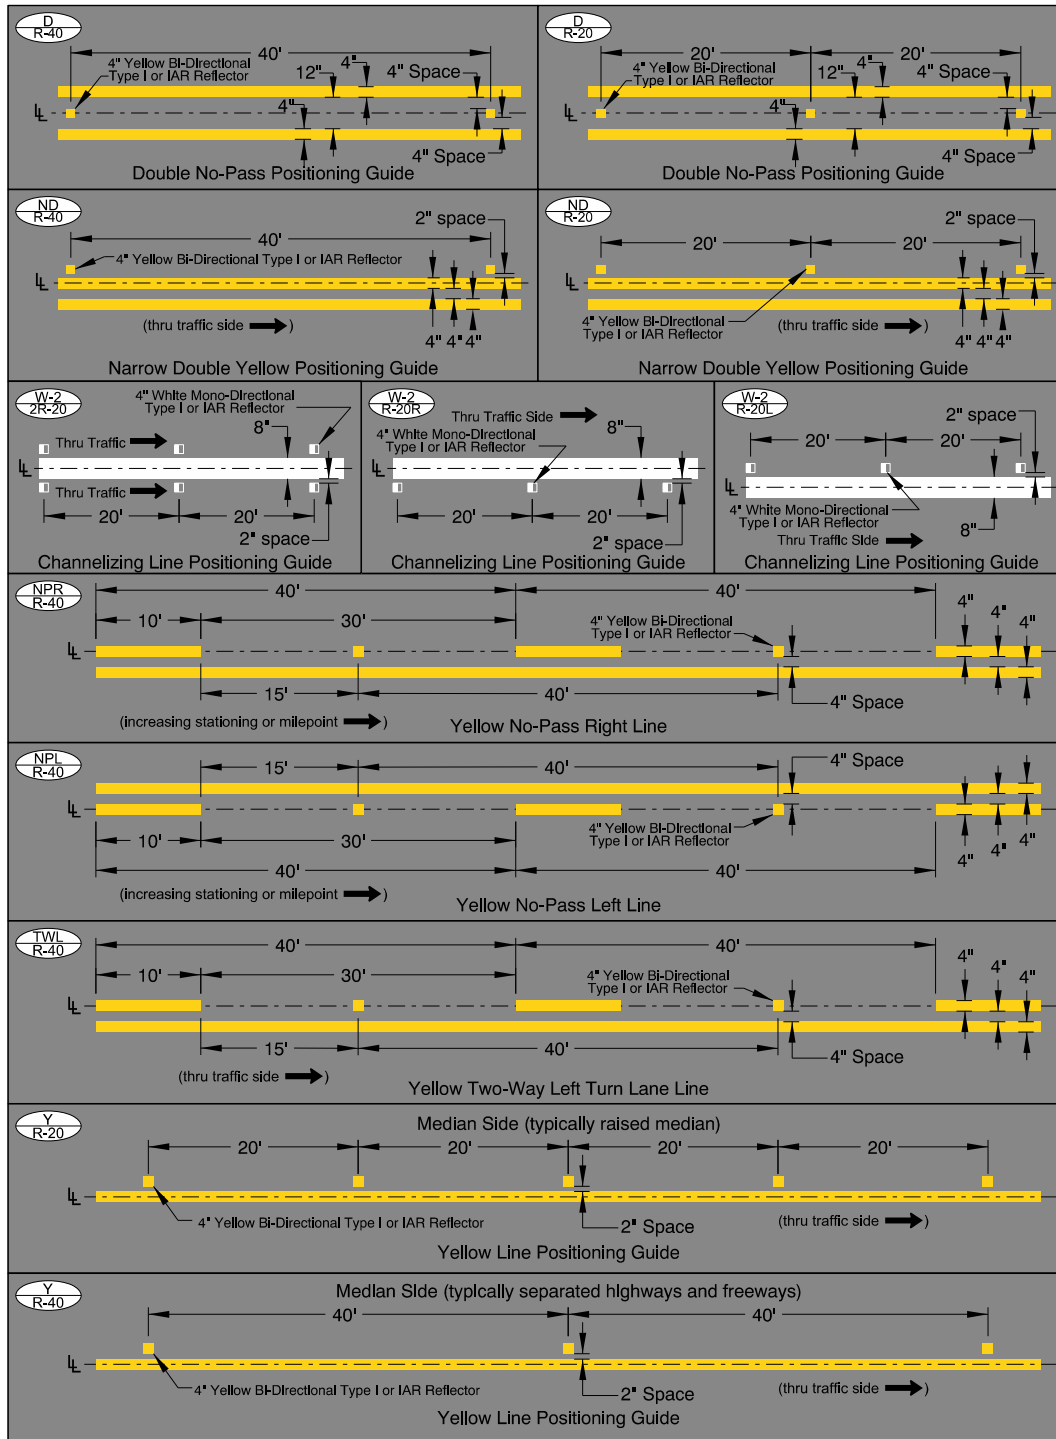 D
R-40
40'
4" Yellow Bi-Directional
Type I or IAR Reflector
12"
4"
4" Space
4"
4" Space
Double No-Pass Positioning Guide
D
R-20
20'
20'
4" Yellow Bi-Directional
Type I or IAR Reflector
12"
4"
4" Space
4"
4" Space
Double No-Pass Positioning Guide
ND
R-40
2" space
40'
4" Yellow Bi-Directional Type I or IAR Reflector
(thru traffic side )
4" 4" 4"
Narrow Double Yellow Positioning Guide
ND
R-20
2" space
20'
20'
4" Yellow Bi-Directional
Type I or IAR Reflector
(thru traffic side )
4" 4" 4"
Narrow Double Yellow Positioning Guide
W-2
2R-20
4" White Mono-Directional
Type I or IAR Reflector
Thru Traffic
8"
Thru Traffic
20'
20'
2" space
Channelizing Line Positioning Guide
W-2
R-20R
Thru Traffic Side
4" White Mono-Directional
Type I or IAR Reflector
8"
20'
20'
2" space
Channelizing Line Positioning Guide
W-2
R-20L
2" space
20'
20'
4" White Mono-Directional
Type I or IAR Reflector
8"
Thru Traffic Side
Channelizing Line Positioning Guide
NPR
R-40
40'
40'
10'
30'
4" Yellow Bi-Directional
Type I or IAR Reflector
4"
4"
4"
15'
40'
4" Space
(increasing stationing or milepoint )
Yellow No-Pass Right Line
NPL
R-40
15'
40'
4" Space
4" Yellow Bi-Directional
Type I or IAR Reflector
10'
30'
4"
4"
4"
40'
40'
(increasing stationing or milepoint )
Yellow No-Pass Left Line
TWL
R-40
40'
40'
10'
30'
4" Yellow Bi-Directional
Type I or IAR Reflector
4"
4"
4"
15'
40'
4" Space
(thru traffic side )
Yellow Two-Way Left Turn Lane Line
Y
R-20
Median Side (typically raised median)
20'
20'
20'
20'
4" Yellow Bi-Directional Type I or IAR Reflector
2" Space
(thru traffic side )
Yellow Line Positioning Guide
Y
R-40
Median Side (typically separated highways and freeways)
40'
40'
4" Yellow Bi-Directional Type I or IAR Reflector
2" Space
(thru traffic side )
Yellow Line Positioning Guide